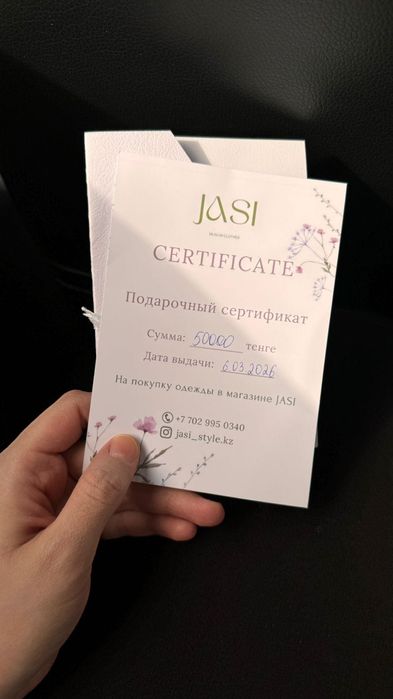 JASI
CERTIFICATE
Подарочный сертификат
Сумма: 50000 тенге
Дата выдачи: 6.03.2026
На покупку одежды в магазине JASI
+7 702 995 0340
jasi_style.kz